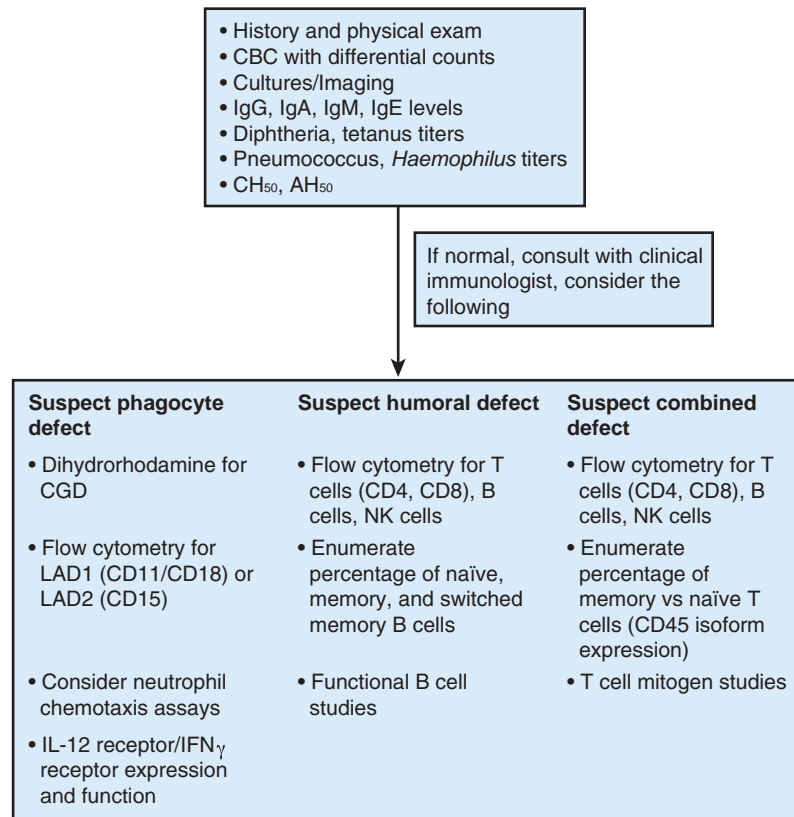 • History and physical exam
• CBC with differential counts
• Cultures/Imaging
• IgG, IgA, IgM, IgE levels
• Diphtheria, tetanus titers
• Pneumococcus, Haemophilus titers
• CH50, AH50
If normal, consult with clinical
immunologist, consider the
following
Suspect phagocyte
defect
• Dihydrorhodamine for
CGD
• Flow cytometry for
LAD1 (CD11/CD18) or
LAD2 (CD15)
• Consider neutrophil
chemotaxis assays
• IL-12 receptor/IFNγ
receptor expression
and function
Suspect humoral defect
• Flow cytometry for T
cells (CD4, CD8), B
cells, NK cells
• Enumerate
percentage of naïve,
memory, and switched
memory B cells
• Functional B cell
studies
Suspect combined
defect
• Flow cytometry for T
cells (CD4, CD8), B
cells, NK cells
• Enumerate
percentage of
memory vs naïve T
cells (CD45 isoform
expression)
• T cell mitogen studies